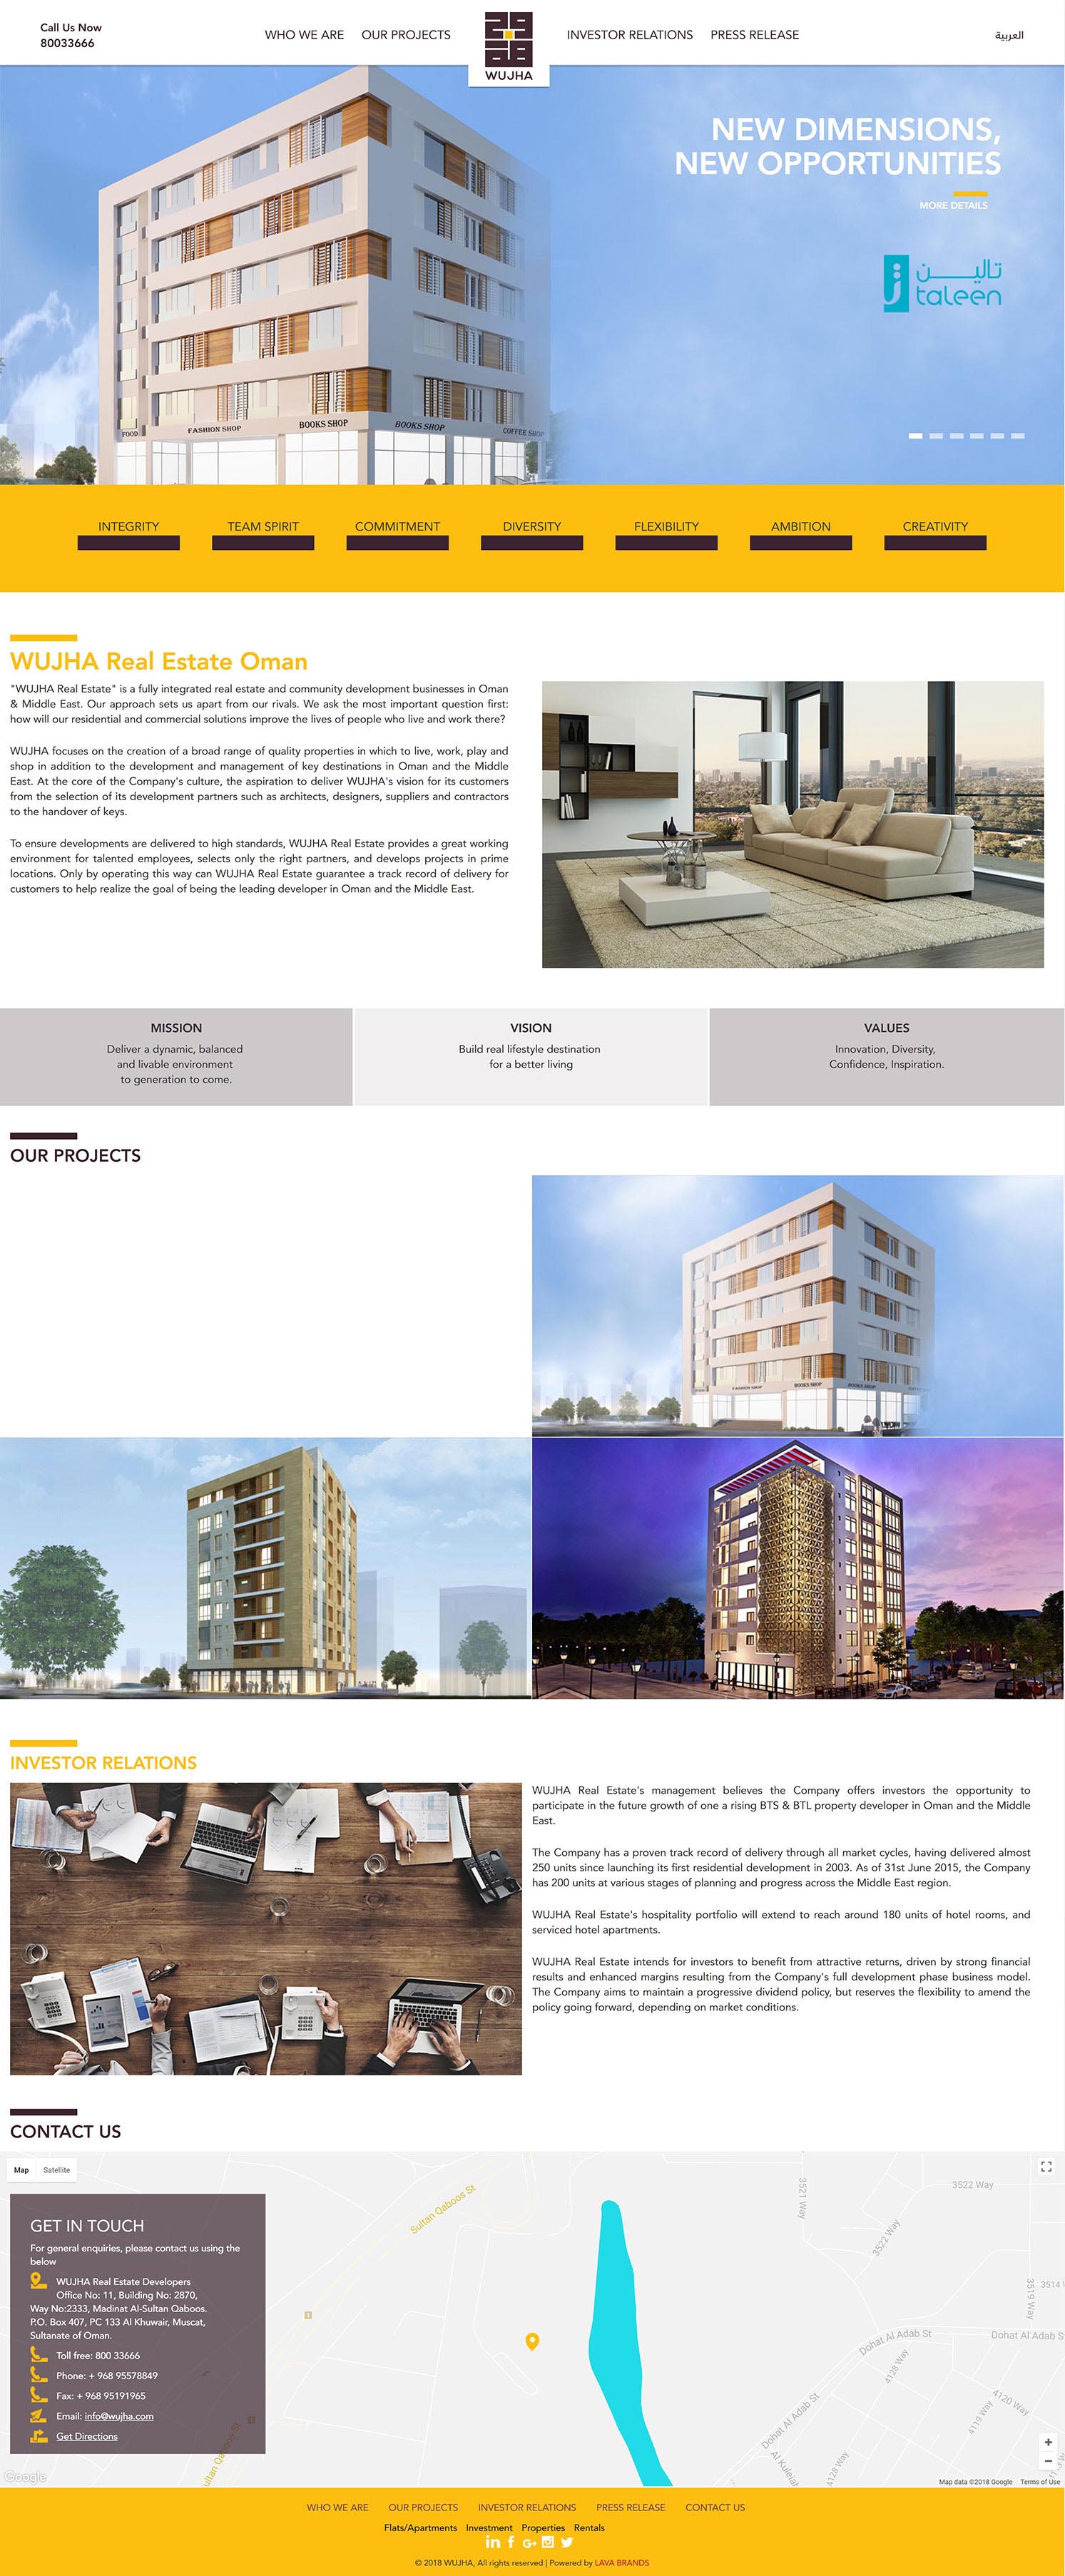 Call Us Now
80033666
WHO WE ARE OUR PROJECTS
WUJHA
INVESTOR RELATIONS PRESS RELEASE
العربية
NEW DIMENSIONS,
NEW OPPORTUNITIES
MORE DETAILS
تاليـــن
taleen
FOOD FASHION SHOP BOOKS SHOP BOOKS SHOP COFFEE SHOP
INTEGRITY TEAM SPIRIT COMMITMENT DIVERSITY FLEXIBILITY AMBITION CREATIVITY
WUJHA Real Estate Oman
"WUJHA Real Estate" is a fully integrated real estate and community development businesses in Oman
& Middle East. Our approach sets us apart from our rivals. We ask the most important question first:
how will our residential and commercial solutions improve the lives of people who live and work there?
WUJHA focuses on the creation of a broad range of quality properties in which to live, work, play and
shop in addition to the development and management of key destinations in Oman and the Middle
East. At the core of the Company's culture, the aspiration to deliver WUJHA's vision for its customers
from the selection of its development partners such as architects, designers, suppliers and contractors
to the handover of keys.
To ensure developments are delivered to high standards, WUJHA Real Estate provides a great working
environment for talented employees, selects only the right partners, and develops projects in prime
locations. Only by operating this way can WUJHA Real Estate guarantee a track record of delivery for
customers to help realize the goal of being the leading developer in Oman and the Middle East.
MISSION
Deliver a dynamic, balanced
and livable environment
to generation to come.
VISION
Build real lifestyle destination
for a better living
VALUES
Innovation, Diversity,
Confidence, Inspiration.
OUR PROJECTS
FASHION SHOP BOOKS SHOP BOOKS SHOP
INVESTOR RELATIONS
WUJHA Real Estate's management believes the Company offers investors the opportunity to
participate in the future growth of one a rising BTS & BTL property developer in Oman and the Middle
East.
The Company has a proven track record of delivery through all market cycles, having delivered almost
250 units since launching its first residential development in 2003. As of 31st June 2015, the Company
has 200 units at various stages of planning and progress across the Middle East region.
WUJHA Real Estate's hospitality portfolio will extend to reach around 180 units of hotel rooms, and
serviced hotel apartments.
WUJHA Real Estate intends for investors to benefit from attractive returns, driven by strong financial
results and enhanced margins resulting from the Company's full development phase business model.
The Company aims to maintain a progressive dividend policy, but reserves the flexibility to amend the
policy going forward, depending on market conditions.
CONTACT US
Map Satellite
GET IN TOUCH
For general enquiries, please contact us using the
below
WUJHA Real Estate Developers
Office No: 11, Building No: 2870,
Way No:2333, Madinat Al-Sultan Qaboos.
P.O. Box 407, PC 133 Al Khuwair, Muscat,
Sultanate of Oman.
Toll free: 800 33666
Phone: + 968 95578849
Fax: + 968 95191965
Email: info@wujha.com
Get Directions
Sultan Qaboos St
3521 Way
3522 Way
3522 Way
3519 Way
3514
Dohat Al Adab St
Dohat Al Adab S
4128 Way
4120 Way
4119 Way
Dohat Al Adab St
Al Kuleiah
4128 Way
1
ultan Qaboos St
Google
Map data ©2018 Google Terms of Use
WHO WE ARE OUR PROJECTS INVESTOR RELATIONS PRESS RELEASE CONTACT US
Flats/Apartments Investment Properties Rentals
© 2018 WUJHA, All rights reserved | Powered by LAVA BRANDS